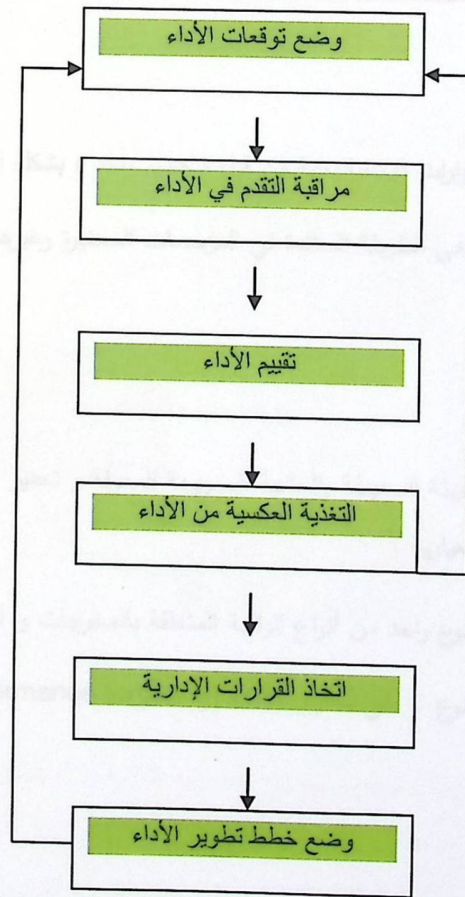 وضع توقعات الأداء
مراقبة التقدم في الأداء
تقييم الأداء
التغذية العكسية من الأداء
اتخاذ القرارات الإدارية
وضع خطط تطوير الأداء